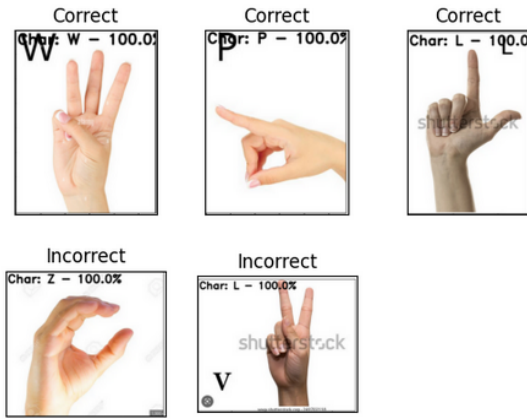 Correct
Correct
Correct
Char: W - 100.0%
W
Char: P - 100.0%
P
Char: L - 100.0
L
shutterstock
Incorrect
Incorrect
Char: Z - 100.0%
Char: L - 100.0%
shutterstock
V